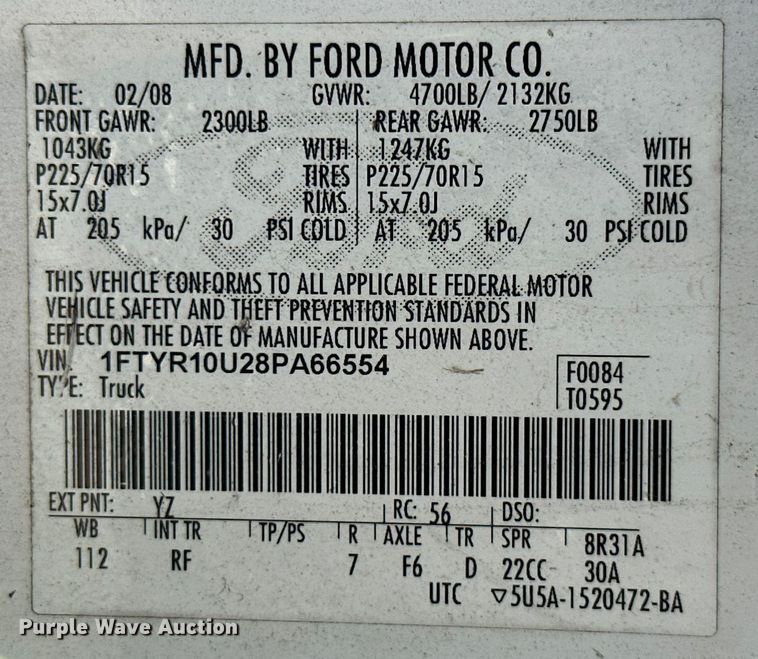 MFD. BY FORD MOTOR CO.
DATE: 02/08 GVWR: 4700LB/ 2132KG
FRONT GAWR: 2300LB REAR GAWR: 2750LB
1043KG WITH 1247KG WITH
P225/70R15 TIRES P225/70R15 TIRES
15x7.0J RIMS 15x7.0J RIMS
AT 205 kPa/ 30 PSI COLD AT 205 kPa/ 30 PSI COLD
THIS VEHICLE CONFORMS TO ALL APPLICABLE FEDERAL MOTOR
VEHICLE SAFETY AND THEFT PREVENTION STANDARDS IN
EFFECT ON THE DATE OF MANUFACTURE SHOWN ABOVE.
VIN: 1FTYR10U28PA66554
TYPE: Truck
F0084
T0595
EXT PNT: YZ RC: 56 DSO:
WB INT TR TP/PS R AXLE TR SPR 8R31A
112 RF 7 F6 D 22CC 30A
UTC ▽5U5A-1520472-BA
Purple Wave Auction
Ford